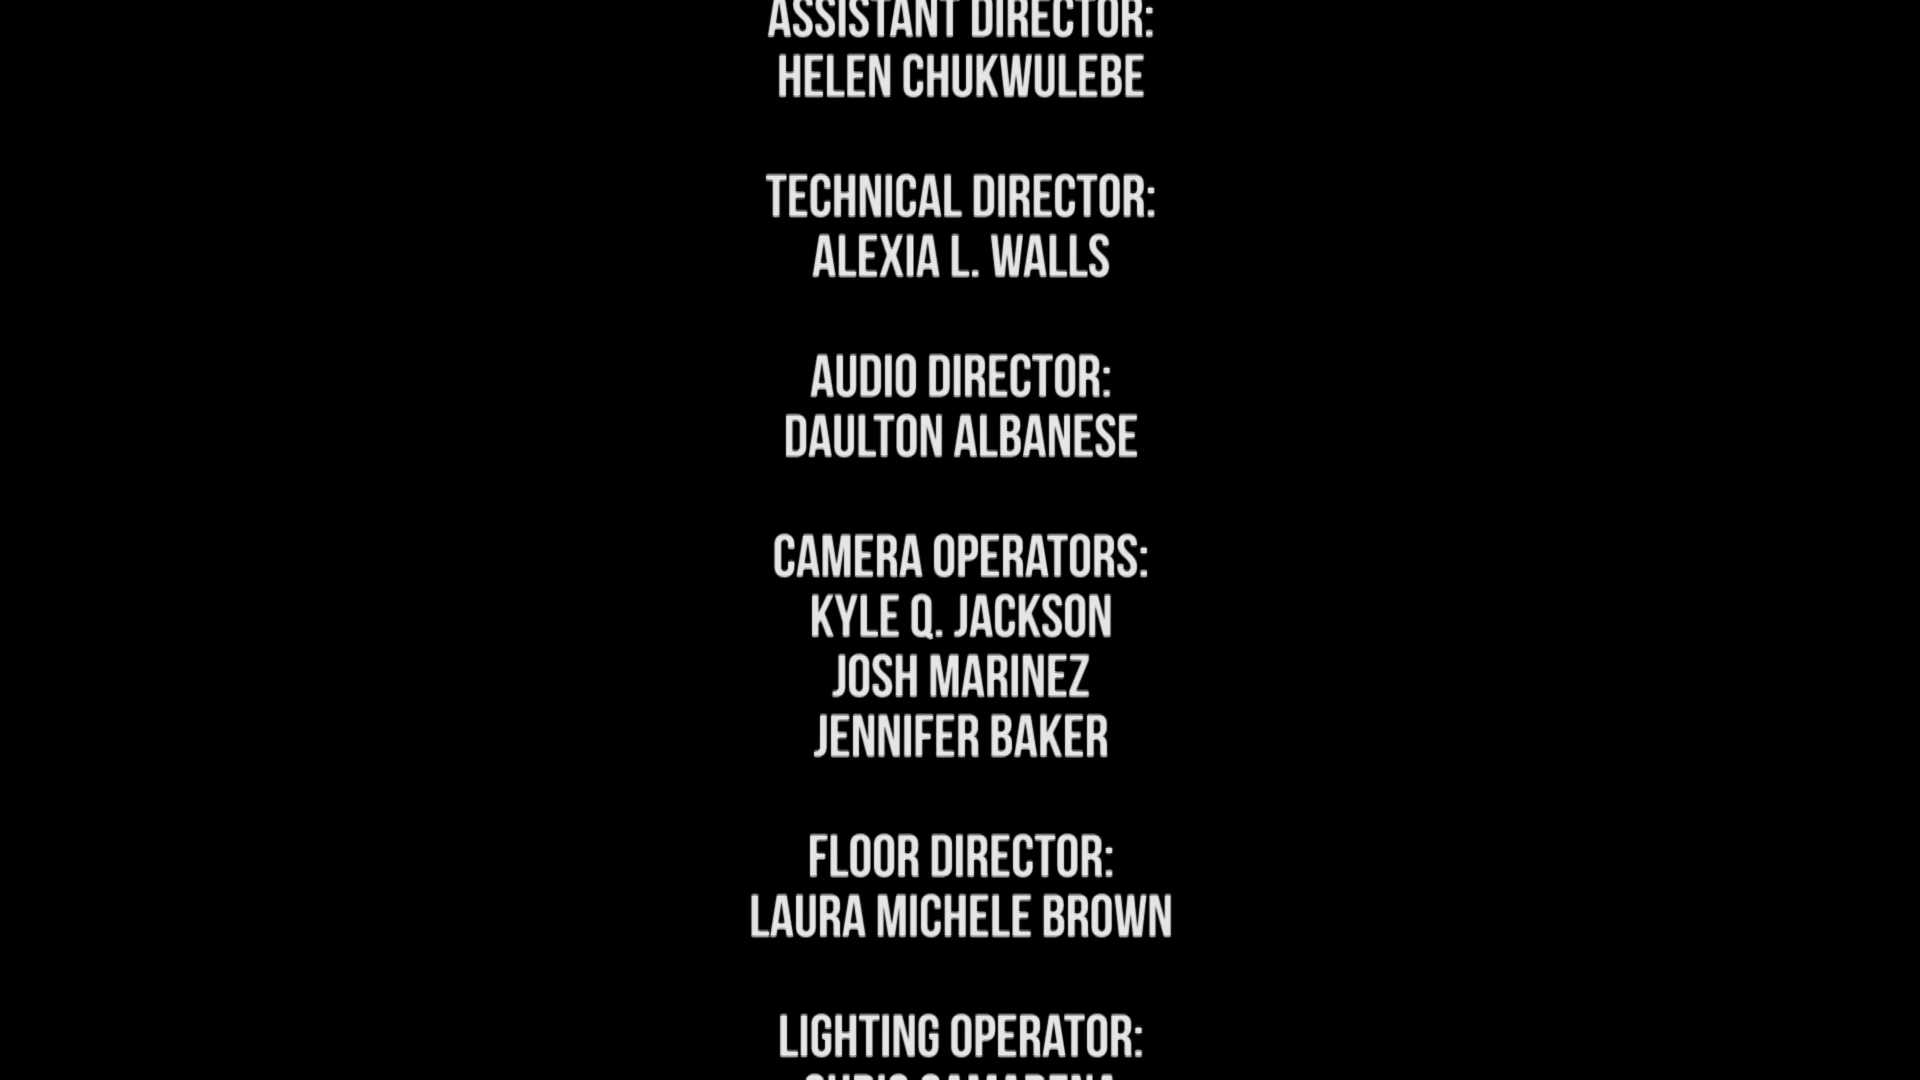 ASSISTANT DIRECTOR:
HELEN CHUKWULEBE
TECHNICAL DIRECTOR:
ALEXIA L. WALLS
AUDIO DIRECTOR:
DAULTON ALBANESE
CAMERA OPERATORS:
KYLE Q. JACKSON
JOSH MARINEZ
JENNIFER BAKER
FLOOR DIRECTOR:
LAURA MICHELE BROWN
LIGHTING OPERATOR: